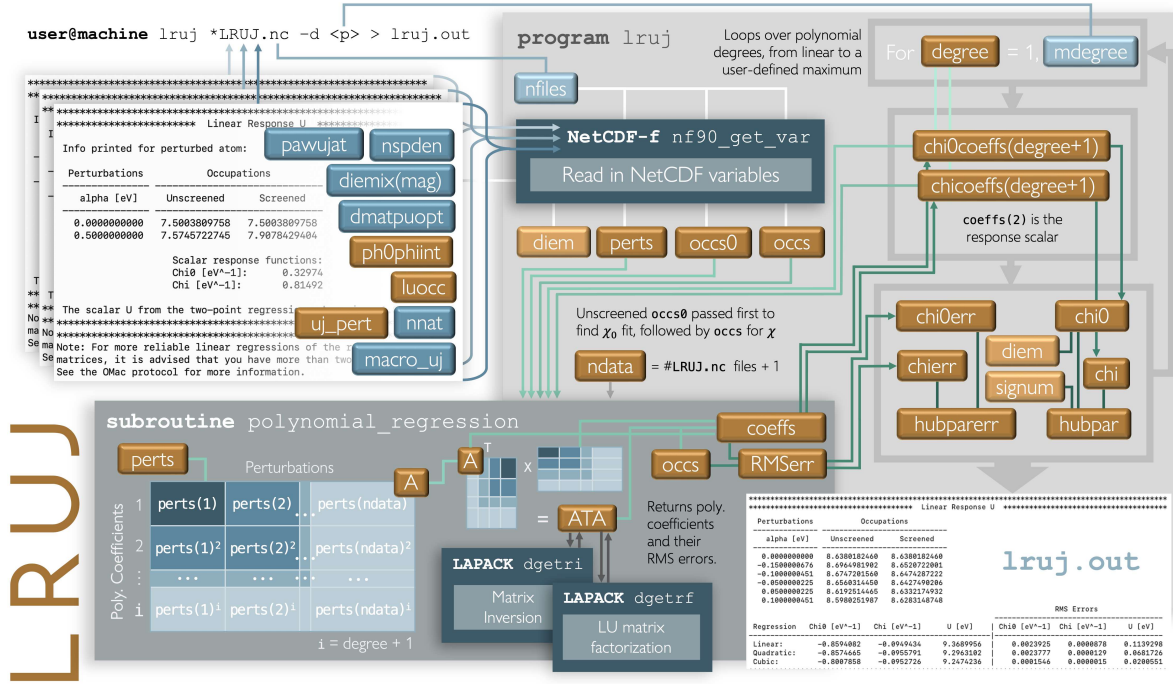 user@machine lruj *LRUJ.nc -d <p> > lruj.out
program lruj
Loops over polynomial
degrees, from linear to a
user-defined maximum
For degree = 1, mdegree
nfiles
NetCDF-f nf90_get_var
Read in NetCDF variables
diem perts occs0 occs
Unscreened occs0 passed first to
find χ₀ fit, followed by occs for χ
ndata = #LRUJ.nc files + 1
chi0coeffs(degree+1)
chicoeffs(degree+1)
coeffs(2) is the
response scalar
chi0err chi0
diem
chierr chi
signum
hubparerr hubpar
Linear Response U
Info printed for perturbed atom:
Perturbations Occupations
alpha [eV] Unscreened Screened
0.0000000000 7.5003809758 7.5003809758
0.5000000000 7.5745722745 7.9078429404
Scalar response functions:
Chi0 [eV^-1]: 0.32974
Chi [eV^-1]: 0.81492
The scalar U from the two-point regressi
Note: For more reliable linear regressions of the r
matrices, it is advised that you have more than two
See the OMac protocol for more information.
pawujat nspden
diemix(mag)
dmatpuopt
ph0phiint
luocc
uj_pert nnat
macro_uj
LRUJ
subroutine polynomial_regression
perts
Perturbations
A
Poly. Coefficients
1 perts(1) perts(2) ... perts(ndata)
2 perts(1)² perts(2)² ... perts(ndata)²
... ... ...
i perts(1)ⁱ perts(2)ⁱ ... perts(ndata)ⁱ
i = degree + 1
A T x
= ATA
coeffs
occs RMSerr
Returns poly.
coefficients
and their
RMS errors.
LAPACK dgetri
Matrix
Inversion
LAPACK dgetrf
LU matrix
factorization
Linear Response U
Perturbations Occupations
alpha [eV] Unscreened Screened
0.0000000000 8.6380182460 8.6380182460
-0.1500000676 8.6964981902 8.6520722001
-0.1000000451 8.6747201560 8.6474287222
-0.0500000225 8.6560314450 8.6427490206
0.0500000225 8.6192514465 8.6332174932
0.1000000451 8.5980251987 8.6283148748
lruj.out
RMS Errors
Regression Chi0 [eV^-1] Chi [eV^-1] U [eV] | Chi0 [eV^-1] Chi [eV^-1] U [eV]
Linear: -0.8594082 -0.0949434 9.3689956 | 0.0023925 0.0000878 0.1139298
Quadratic: -0.8574665 -0.0955791 9.2963102 | 0.0023777 0.0000129 0.0681726
Cubic: -0.8007858 -0.0952726 9.2474236 | 0.0001546 0.0000015 0.0200551